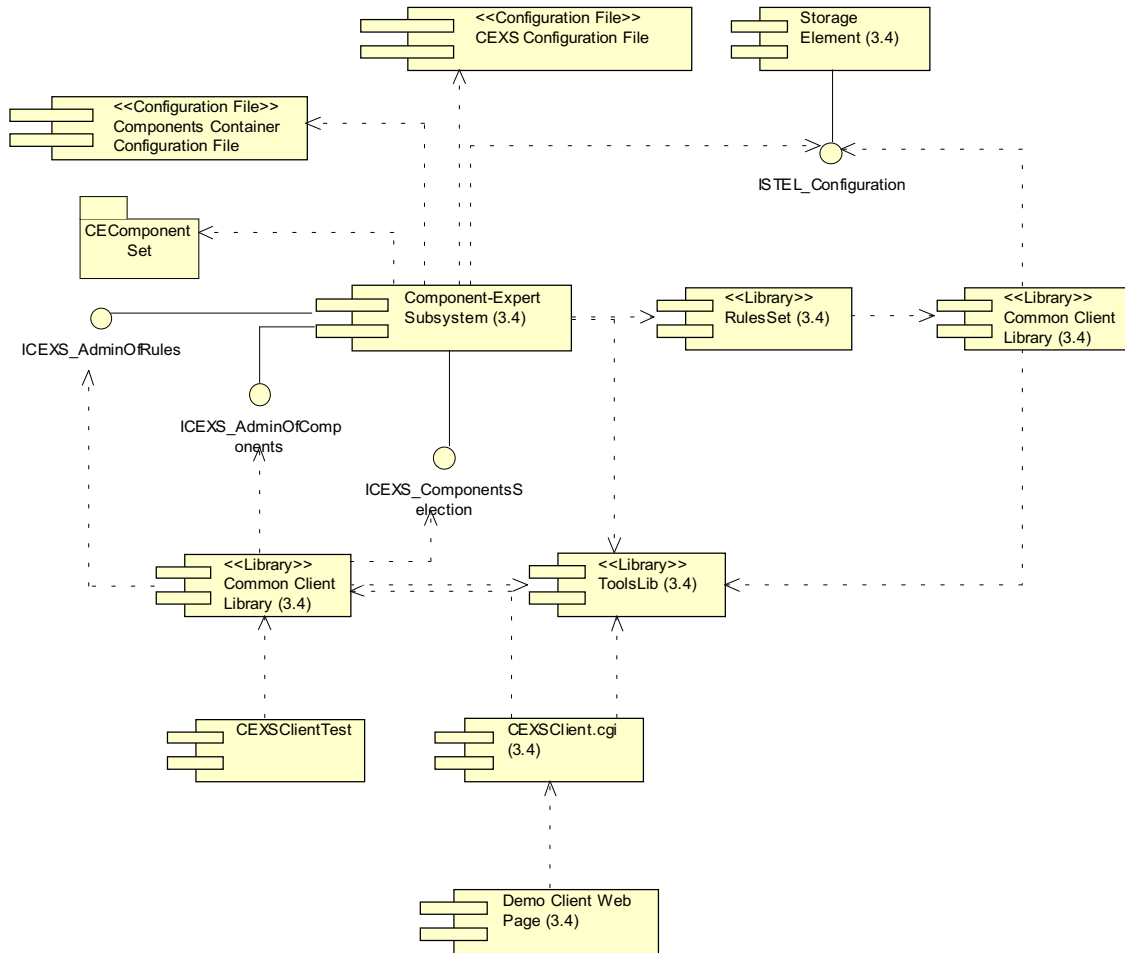 <<Configuration File>>
CEXS Configuration File
Storage
Element (3.4)
<<Configuration File>>
Components Container
Configuration File
ISTEL_Configuration
CEComponent
Set
Component-Expert
Subsystem (3.4)
<<Library>>
RulesSet (3.4)
<<Library>>
Common Client
Library (3.4)
ICEXS_AdminOfRules
ICEXS_AdminOfComp
onents
ICEXS_ComponentsS
election
<<Library>>
Common Client
Library (3.4)
<<Library>>
ToolsLib (3.4)
CEXSClientTest
CEXSClient.cgi
(3.4)
Demo Client Web
Page (3.4)